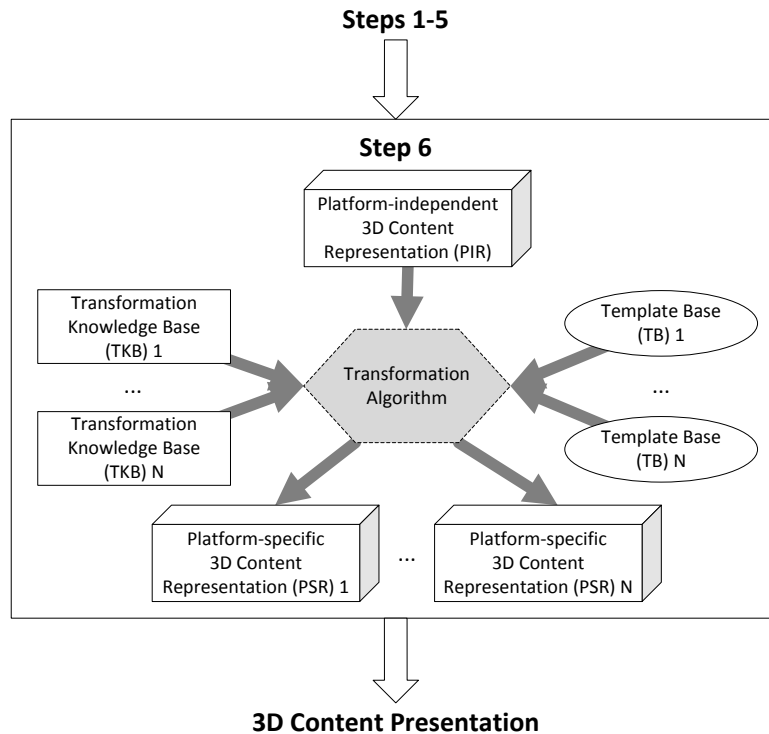 Steps 1-5
Step 6
Platform-independent
3D Content
Representation (PIR)
Transformation
Knowledge Base
(TKB) 1
...
Transformation
Knowledge Base
(TKB) N
Transformation
Algorithm
Template Base
(TB) 1
...
Template Base
(TB) N
Platform-specific
3D Content
Representation (PSR) 1
...
Platform-specific
3D Content
Representation (PSR) N
3D Content Presentation